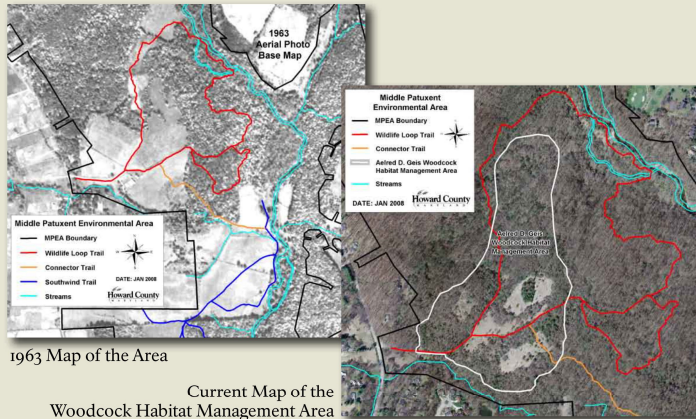 1963
Aerial Photo
Base Map
Middle Patuxent Environmental Area
MPEA Boundary
Wildlife Loop Trail
Connector Trail
Southwind Trail
Streams
DATE: JAN 2008
Howard County
MARYLAND
1963 Map of the Area
Middle Patuxent
Environmental Area
MPEA Boundary
Wildlife Loop Trail
Connector Trail
Aelred D. Geis Woodcock
Habitat Management Area
Streams
DATE: JAN 2008
Howard County
MARYLAND
Aelred D. Geis
Woodcock Habitat
Management Area
Current Map of the
Woodcock Habitat Management Area